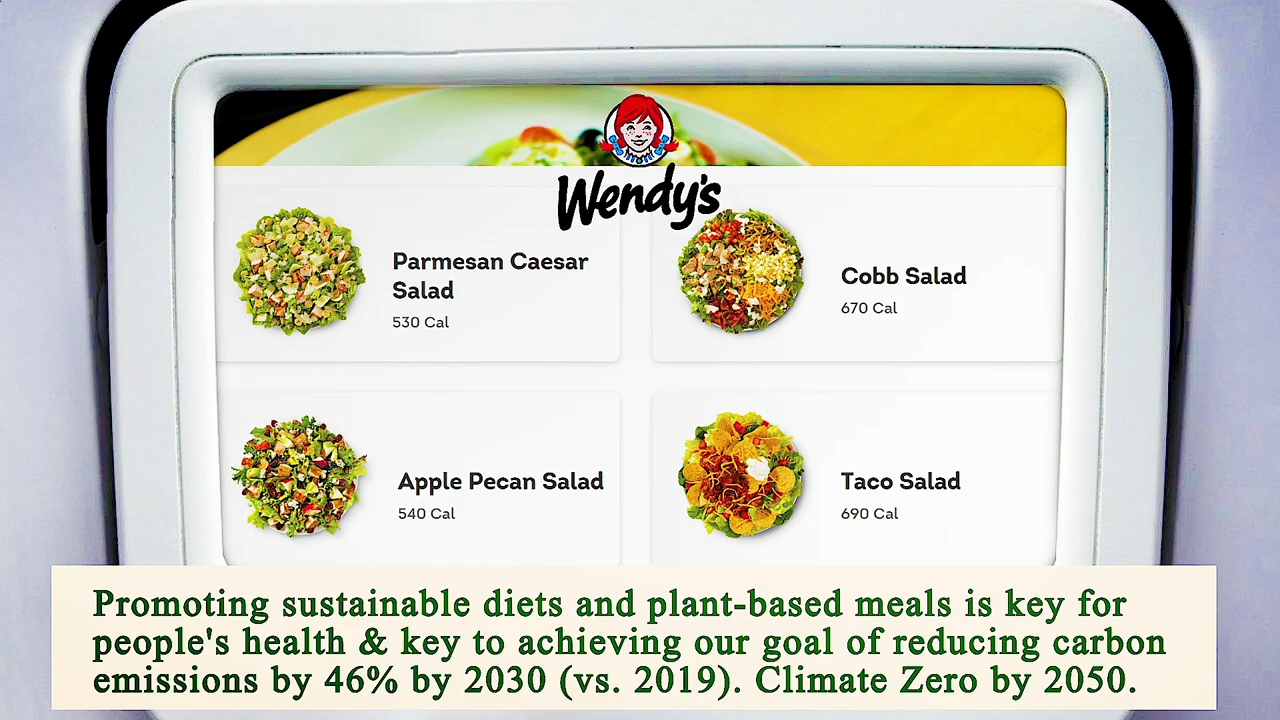 Wendy's
Parmesan Caesar
Salad
530 Cal
Cobb Salad
670 Cal
Apple Pecan Salad
540 Cal
Taco Salad
690 Cal
Promoting sustainable diets and plant-based meals is key for
people's health & key to achieving our goal of reducing carbon
emissions by 46% by 2030 (vs. 2019). Climate Zero by 2050.